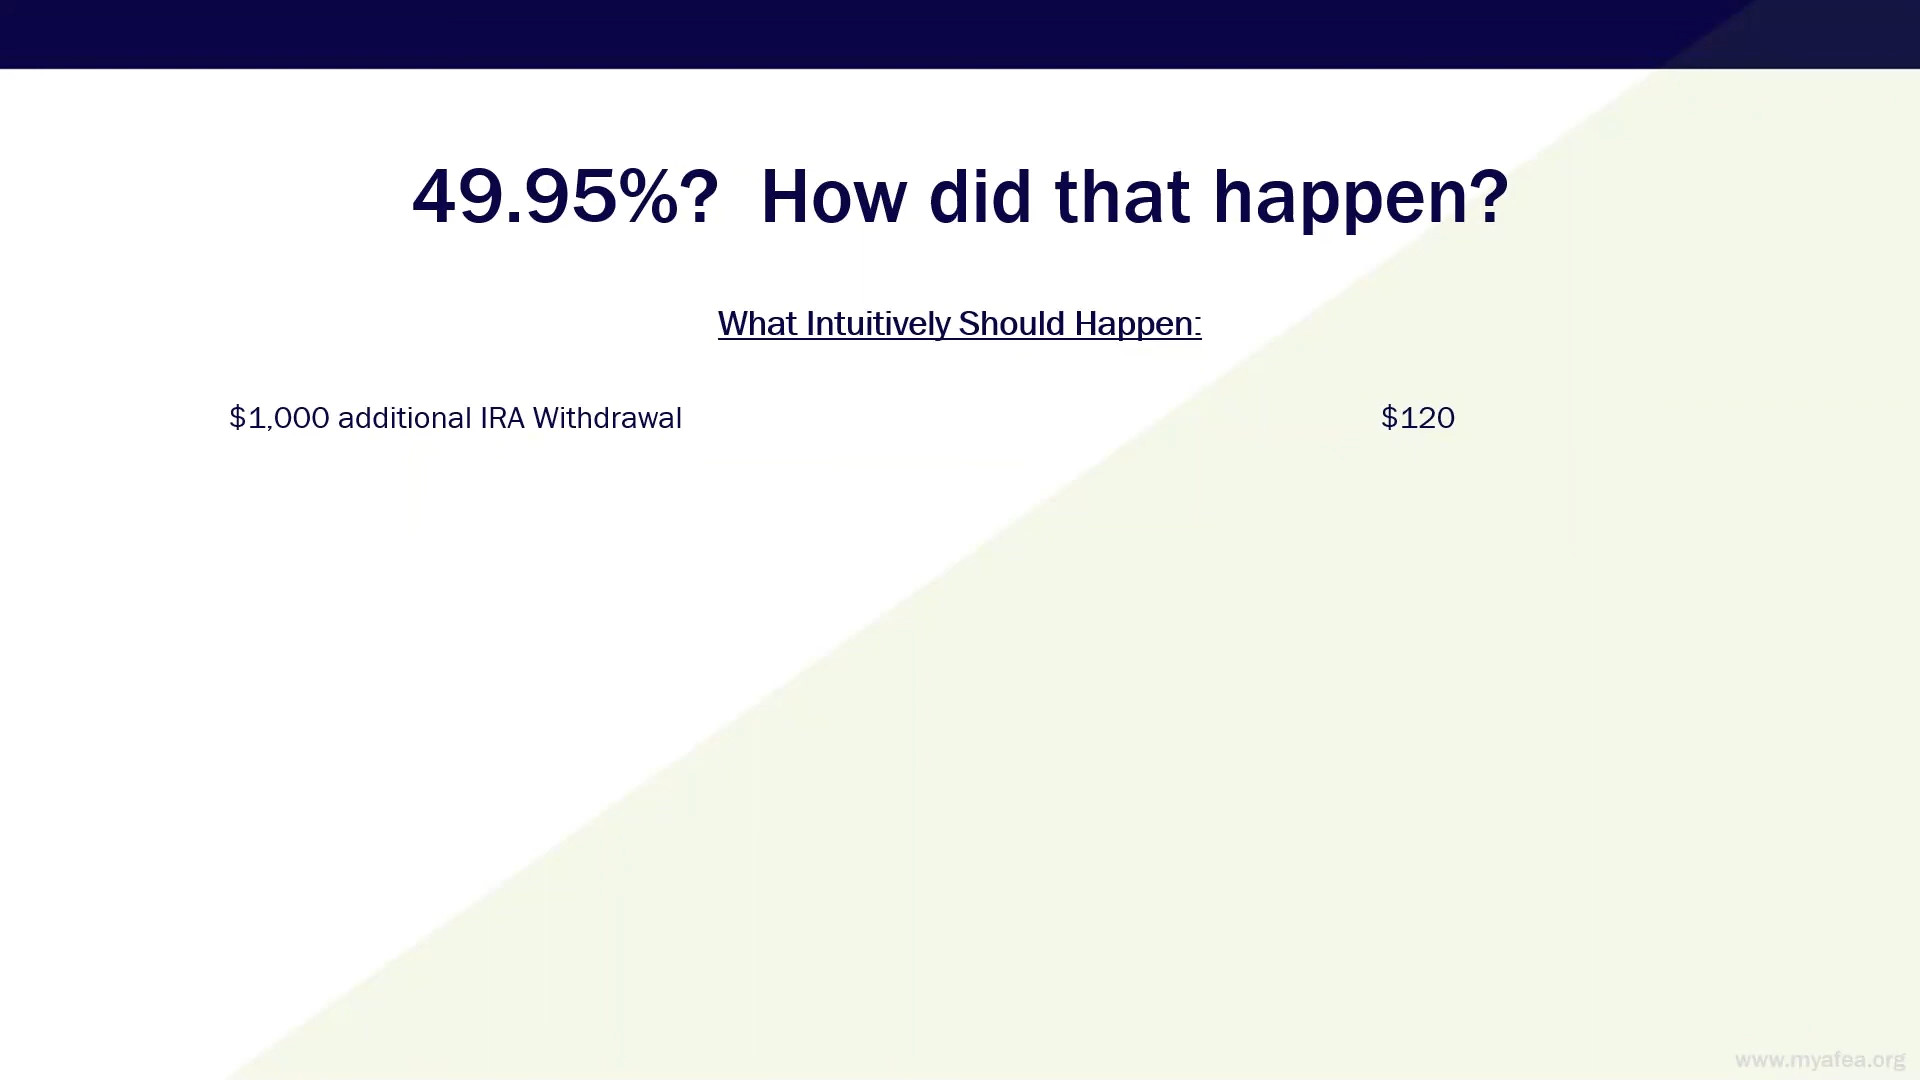 49.95%? How did that happen?
What Intuitively Should Happen:
$1,000 additional IRA Withdrawal $120
www.myafea.org